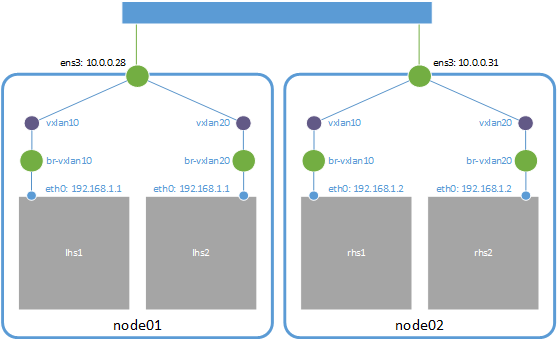 ens3: 10.0.0.28
ens3: 10.0.0.31
vxlan10
vxlan20
vxlan10
vxlan20
br-vxlan10
br-vxlan20
br-vxlan10
br-vxlan20
eth0: 192.168.1.1
eth0: 192.168.1.1
eth0: 192.168.1.2
eth0: 192.168.1.2
lhs1
lhs2
rhs1
rhs2
node01
node02